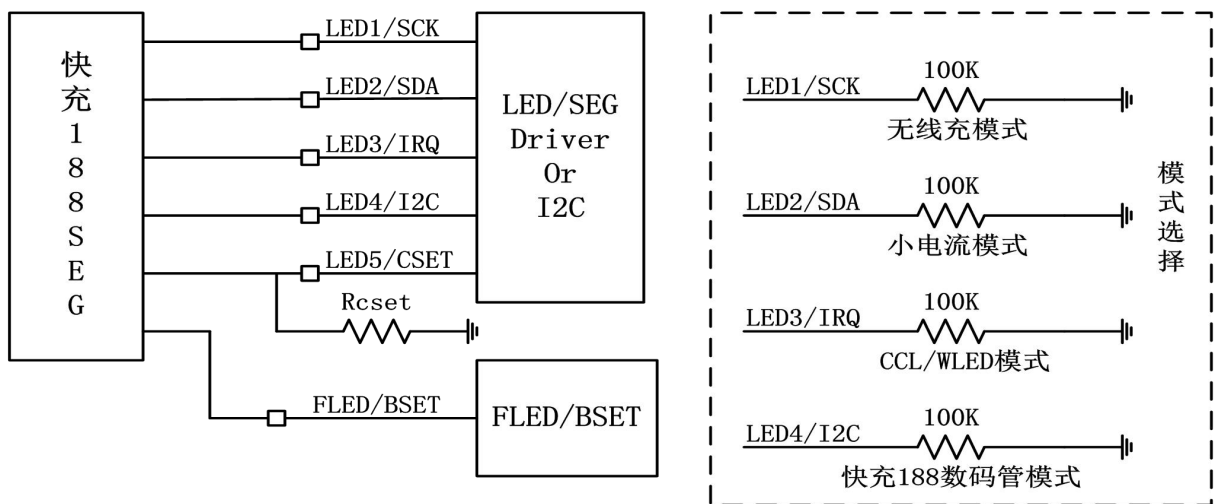 快充188SEG
LED1/SCK
LED2/SDA
LED3/IRQ
LED4/I2C
LED5/CSET
Rcset
FLED/BSET
LED/SEG
Driver
Or
I2C
FLED/BSET
LED1/SCK
100K
无线充模式
LED2/SDA
100K
小电流模式
LED3/IRQ
100K
CCL/WLED模式
LED4/I2C
100K
快充188数码管模式
模式选择